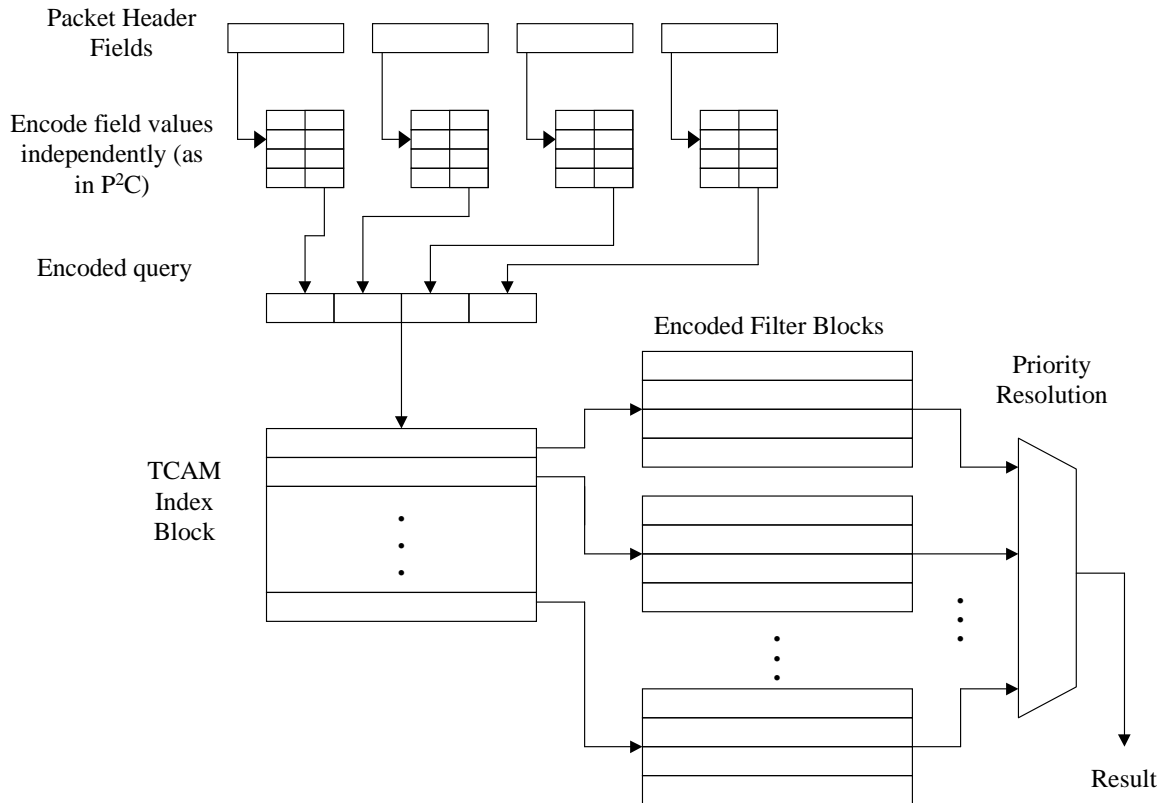 Packet Header
Fields
Encode field values
independently (as
in P²C)
Encoded query
Encoded Filter Blocks
Priority
Resolution
TCAM
Index
Block
Result